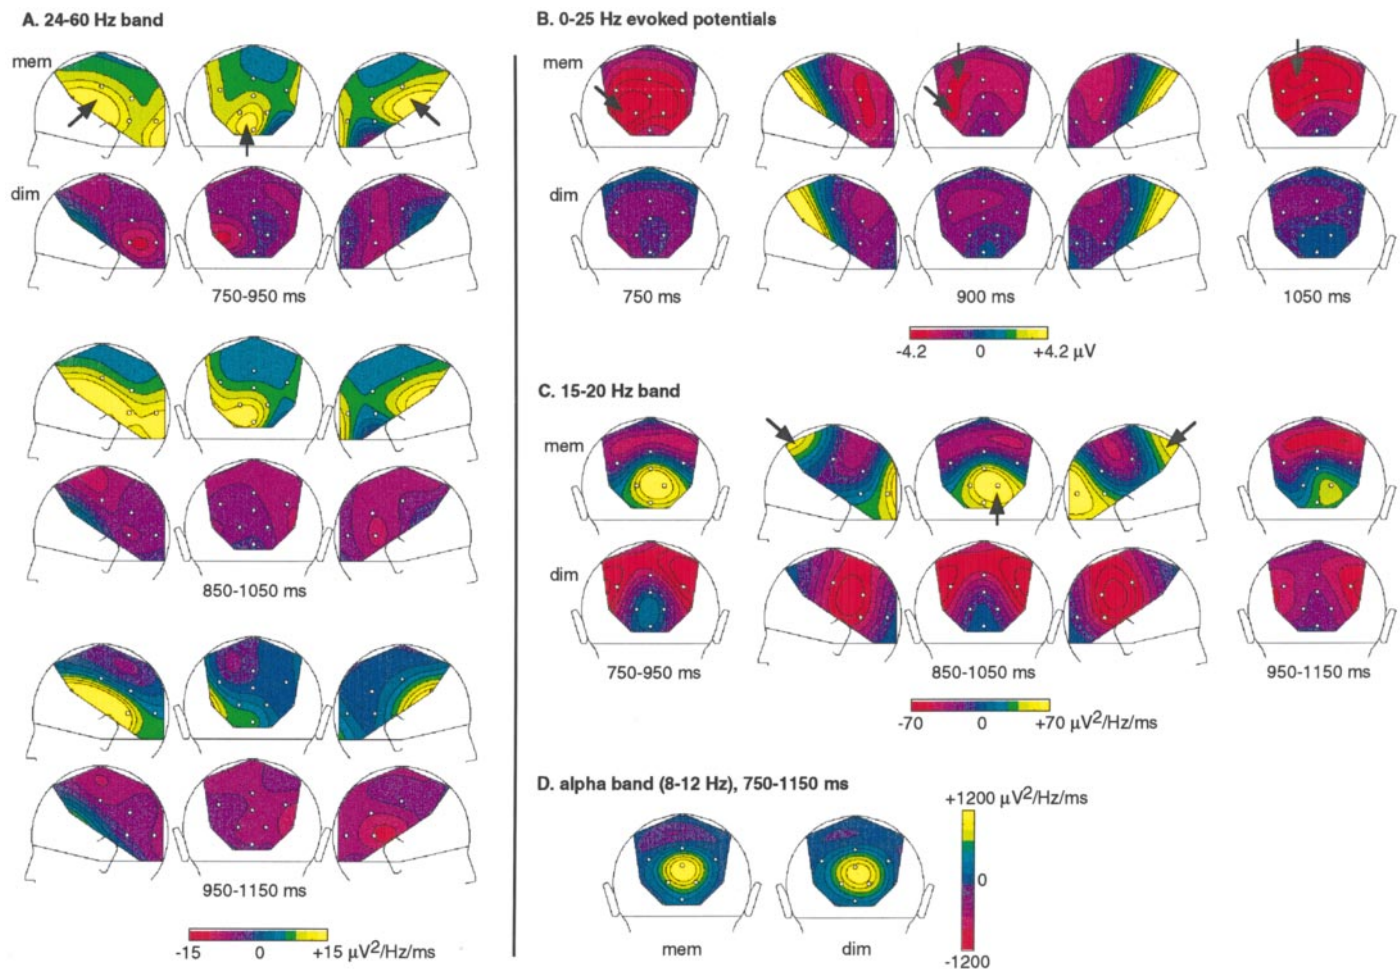 A. 24-60 Hz band
mem
dim
750-950 ms
850-1050 ms
950-1150 ms
-15 0 +15 µV²/Hz/ms
B. 0-25 Hz evoked potentials
mem
dim
750 ms 900 ms 1050 ms
-4.2 0 +4.2 µV
C. 15-20 Hz band
mem
dim
750-950 ms 850-1050 ms 950-1150 ms
-70 0 +70 µV²/Hz/ms
D. alpha band (8-12 Hz), 750-1150 ms
+1200 µV²/Hz/ms
0
-1200
mem dim